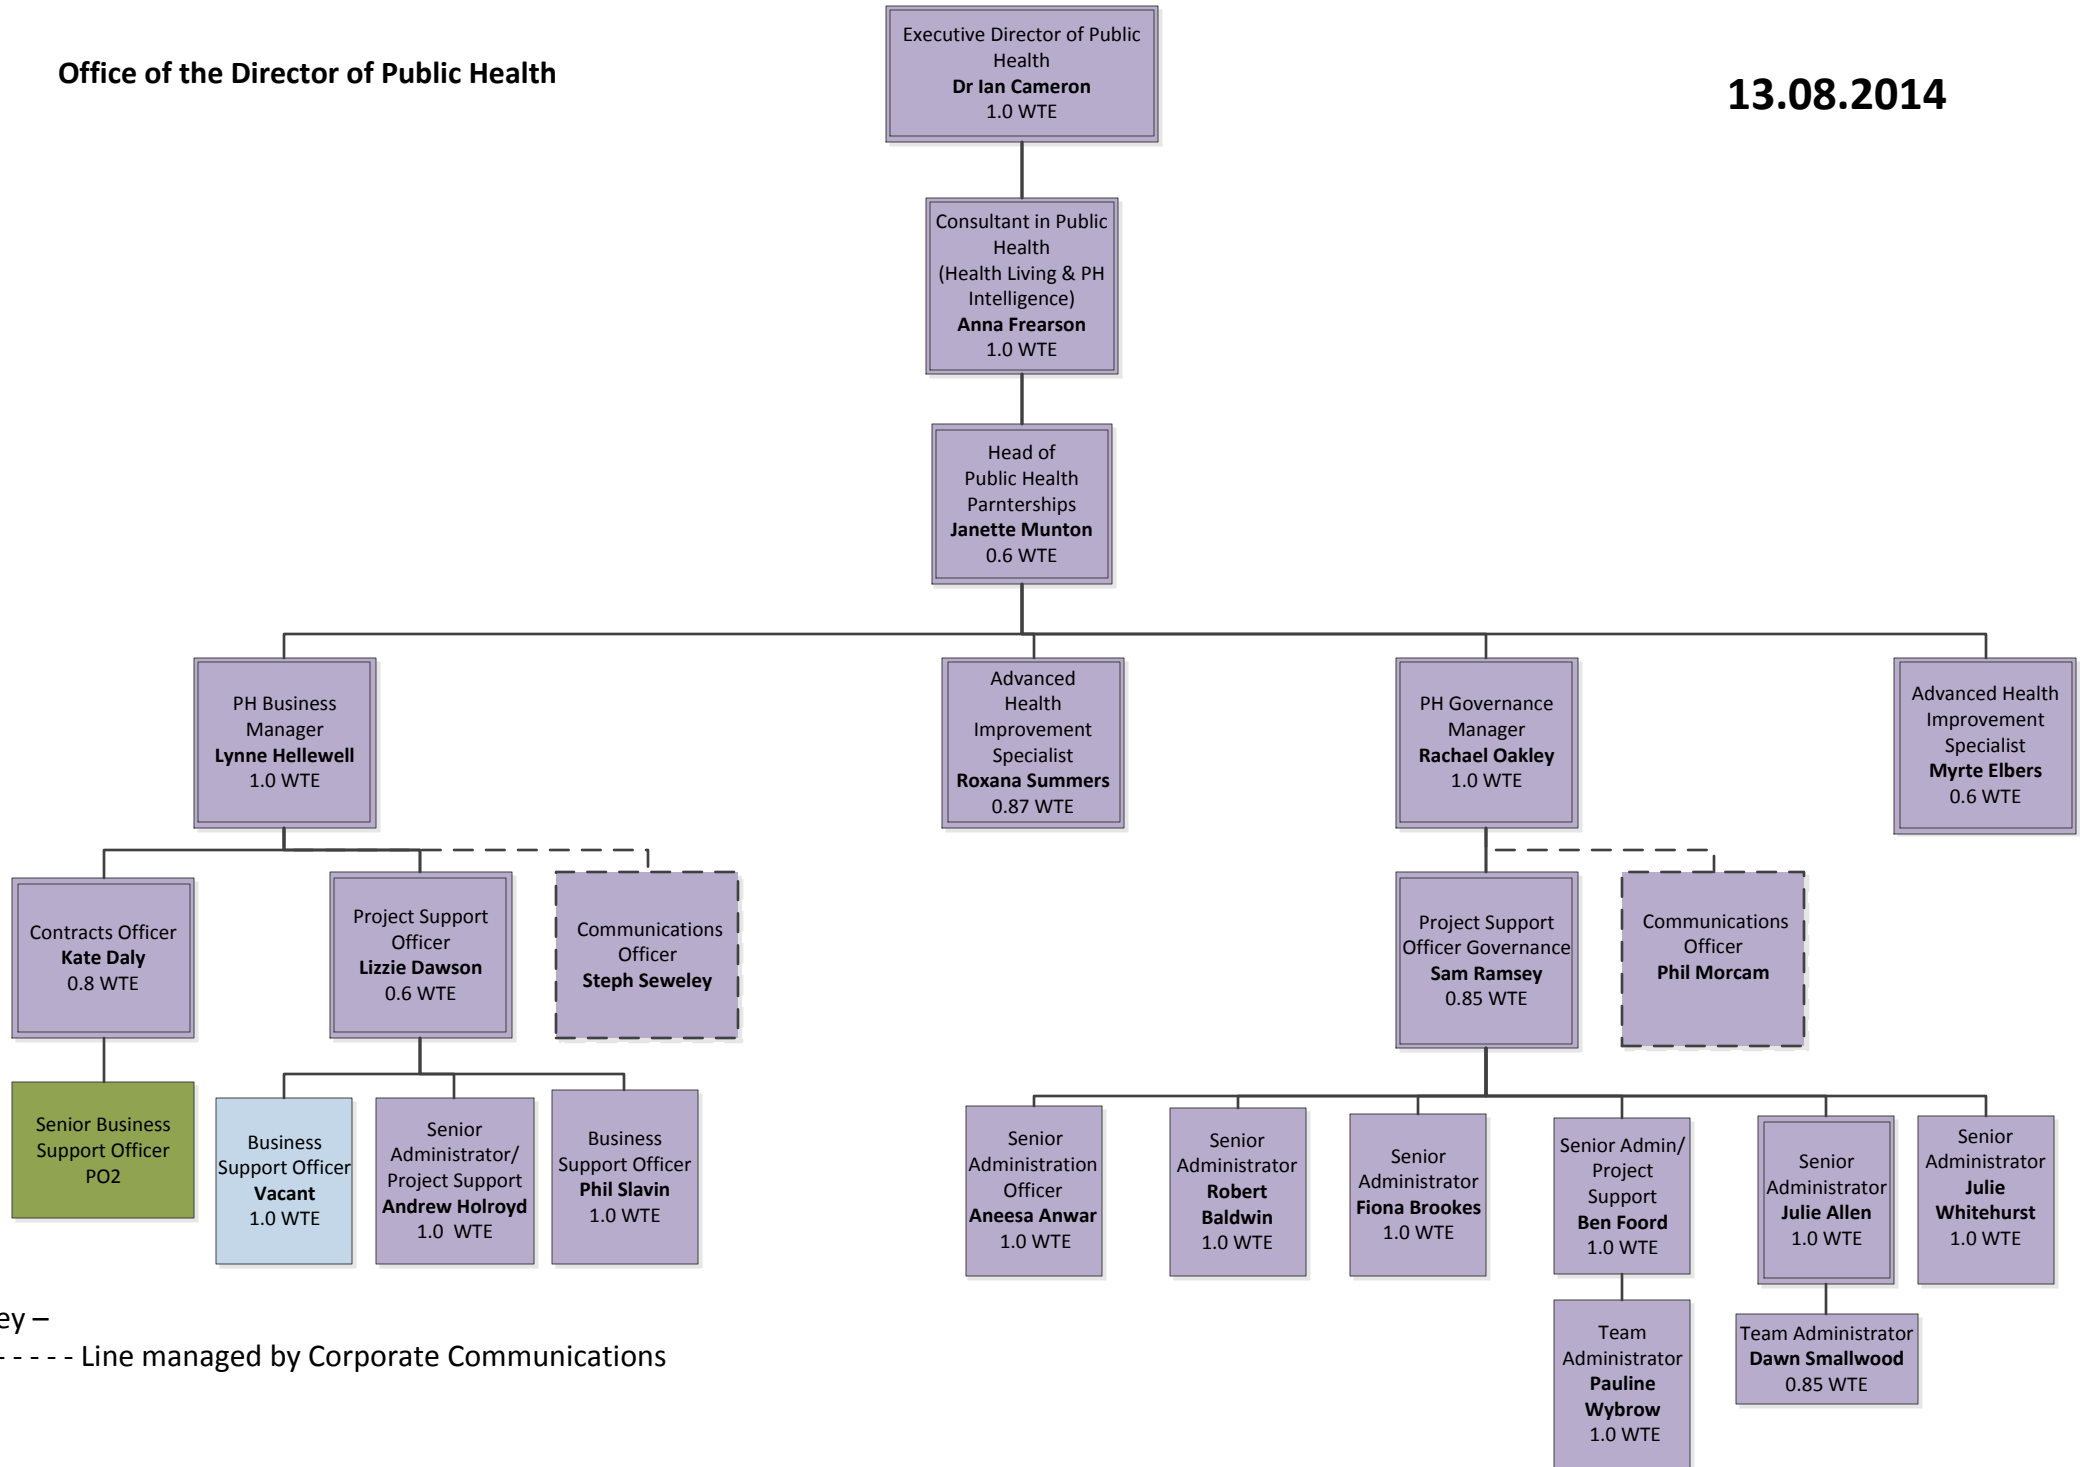 Office of the Director of Public Health
13.08.2014
Executive Director of Public
Health
Dr Ian Cameron
1.0 WTE
Consultant in Public
Health
(Health Living & PH
Intelligence)
Anna Frearson
1.0 WTE
Head of
Public Health
Parnterships
Janette Munton
0.6 WTE
PH Business
Manager
Lynne Hellewell
1.0 WTE
Advanced
Health
Improvement
Specialist
Roxana Summers
0.87 WTE
PH Governance
Manager
Rachael Oakley
1.0 WTE
Advanced Health
Improvement
Specialist
Myrte Elbers
0.6 WTE
Contracts Officer
Kate Daly
0.8 WTE
Project Support
Officer
Lizzie Dawson
0.6 WTE
Communications
Officer
Steph Seweley
Project Support
Officer Governance
Sam Ramsey
0.85 WTE
Communications
Officer
Phil Morcam
Senior Business
Support Officer
PO2
Business
Support Officer
Vacant
1.0 WTE
Senior
Administrator/
Project Support
Andrew Holroyd
1.0 WTE
Business
Support Officer
Phil Slavin
1.0 WTE
Senior
Administration
Officer
Aneesa Anwar
1.0 WTE
Senior
Administrator
Robert
Baldwin
1.0 WTE
Senior
Administrator
Fiona Brookes
1.0 WTE
Senior Admin/
Project
Support
Ben Foord
1.0 WTE
Senior
Administrator
Julie Allen
1.0 WTE
Senior
Administrator
Julie
Whitehurst
1.0 WTE
Team
Administrator
Pauline
Wybrow
1.0 WTE
Team Administrator
Dawn Smallwood
0.85 WTE
ey –
- - - - - Line managed by Corporate Communications